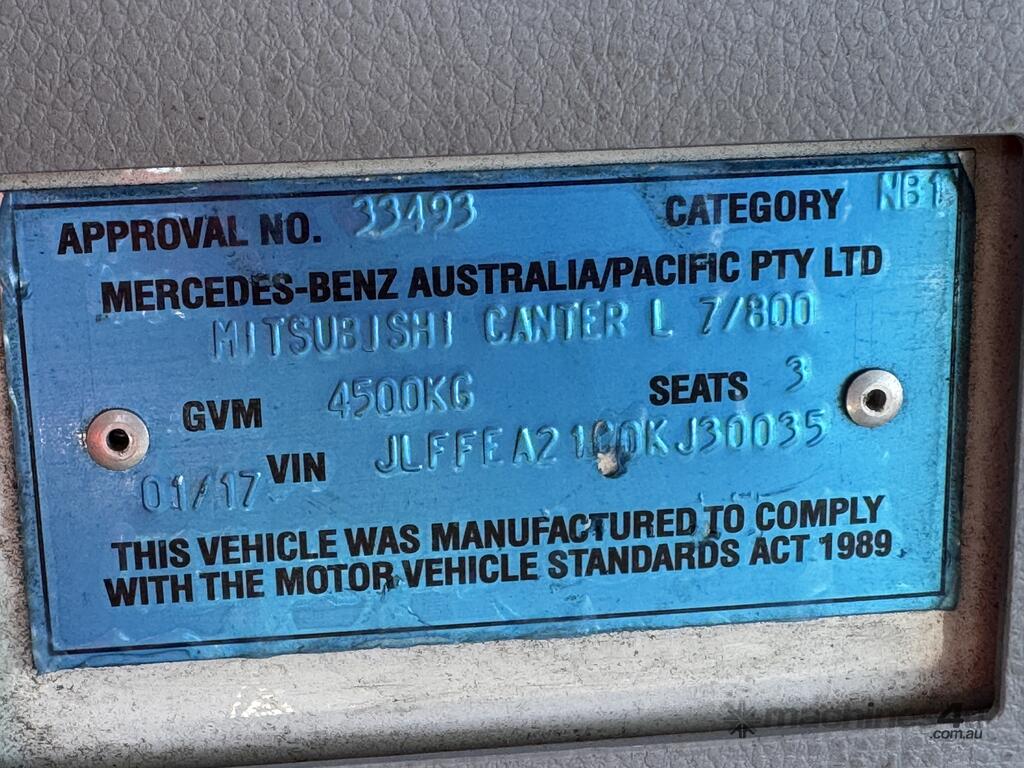 APPROVAL NO. 33493 CATEGORY NB1
MERCEDES-BENZ AUSTRALIA/PACIFIC PTY LTD
MITSUBISHI CANTER L 7/800
GVM 4500KG SEATS 3
01/17 VIN JLFFEA21C0KJ30035
THIS VEHICLE WAS MANUFACTURED TO COMPLY
WITH THE MOTOR VEHICLE STANDARDS ACT 1989
machines4u
.com.au